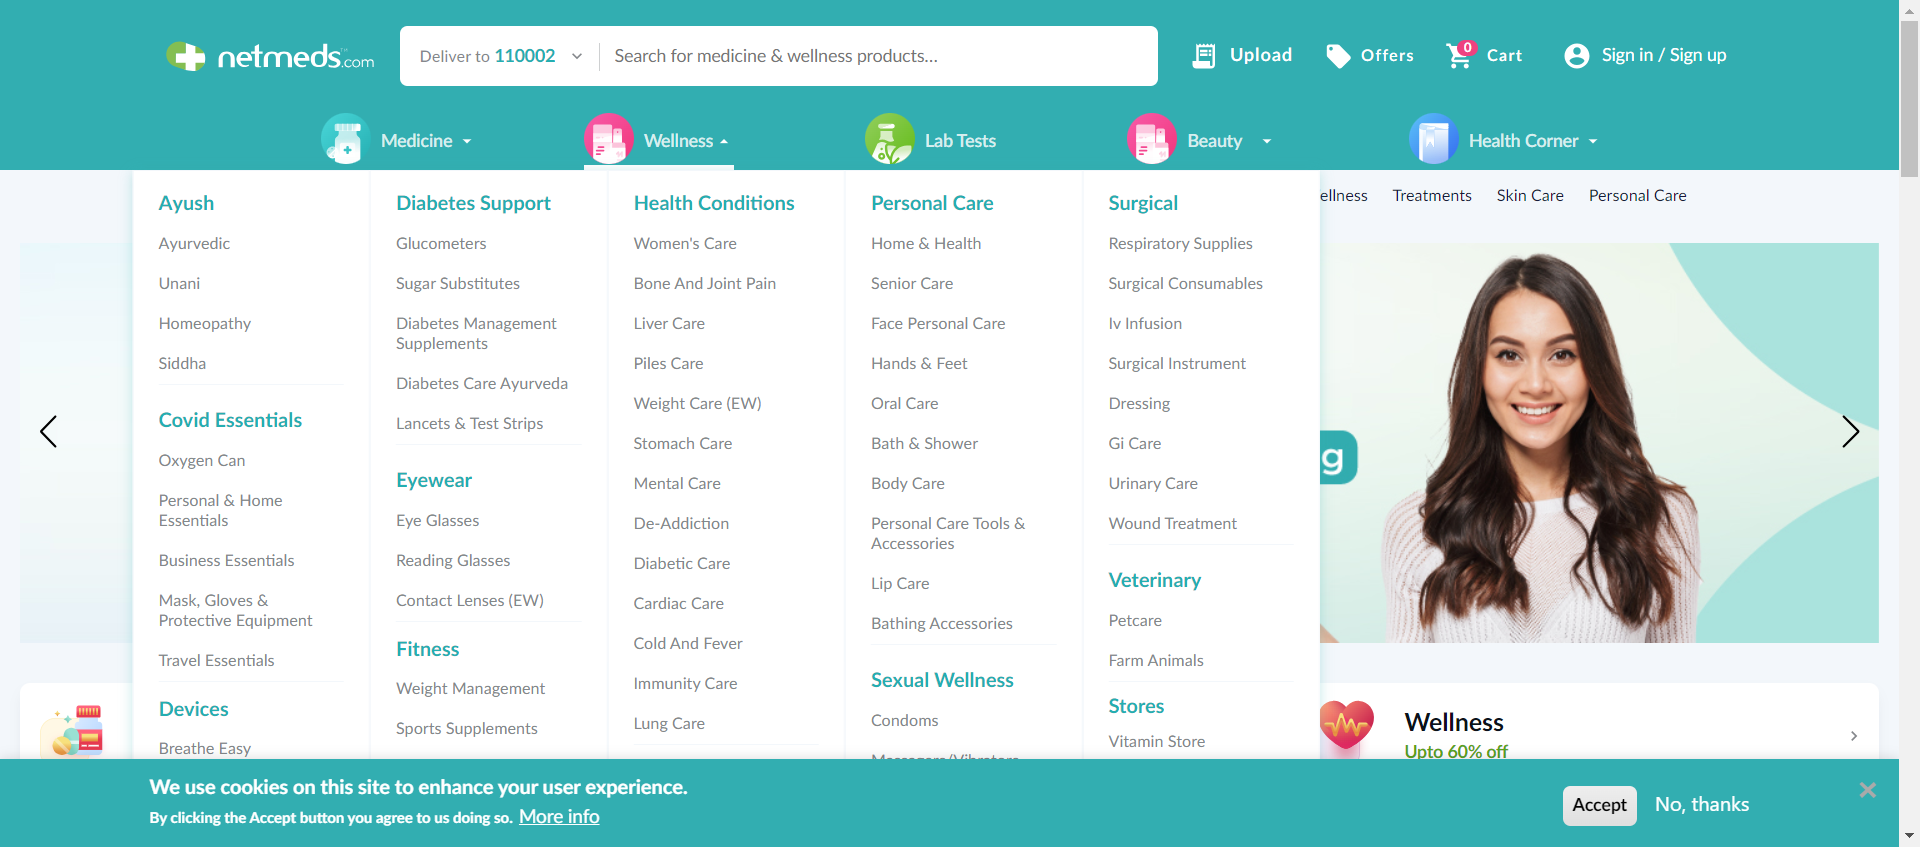 netmeds.com
Deliver to 110002
Search for medicine & wellness products...
Upload
Offers
0
Cart
Sign in / Sign up
Medicine
Wellness
Lab Tests
Beauty
Health Corner
ellness
Treatments
Skin Care
Personal Care
Ayush
Ayurvedic
Unani
Homeopathy
Siddha
Covid Essentials
Oxygen Can
Personal & Home
Essentials
Business Essentials
Mask, Gloves &
Protective Equipment
Travel Essentials
Devices
Breathe Easy
Diabetes Support
Glucometers
Sugar Substitutes
Diabetes Management
Supplements
Diabetes Care Ayurveda
Lancets & Test Strips
Eyewear
Eye Glasses
Reading Glasses
Contact Lenses (EW)
Fitness
Weight Management
Sports Supplements
Health Conditions
Women's Care
Bone And Joint Pain
Liver Care
Piles Care
Weight Care (EW)
Stomach Care
Mental Care
De-Addiction
Diabetic Care
Cardiac Care
Cold And Fever
Immunity Care
Lung Care
Personal Care
Home & Health
Senior Care
Face Personal Care
Hands & Feet
Oral Care
Bath & Shower
Body Care
Personal Care Tools &
Accessories
Lip Care
Bathing Accessories
Sexual Wellness
Condoms
Surgical
Respiratory Supplies
Surgical Consumables
Iv Infusion
Surgical Instrument
Dressing
Gi Care
Urinary Care
Wound Treatment
Veterinary
Petcare
Farm Animals
Stores
Vitamin Store
g
Wellness
Upto 60% off
We use cookies on this site to enhance your user experience.
By clicking the Accept button you agree to us doing so. More info
Accept
No, thanks